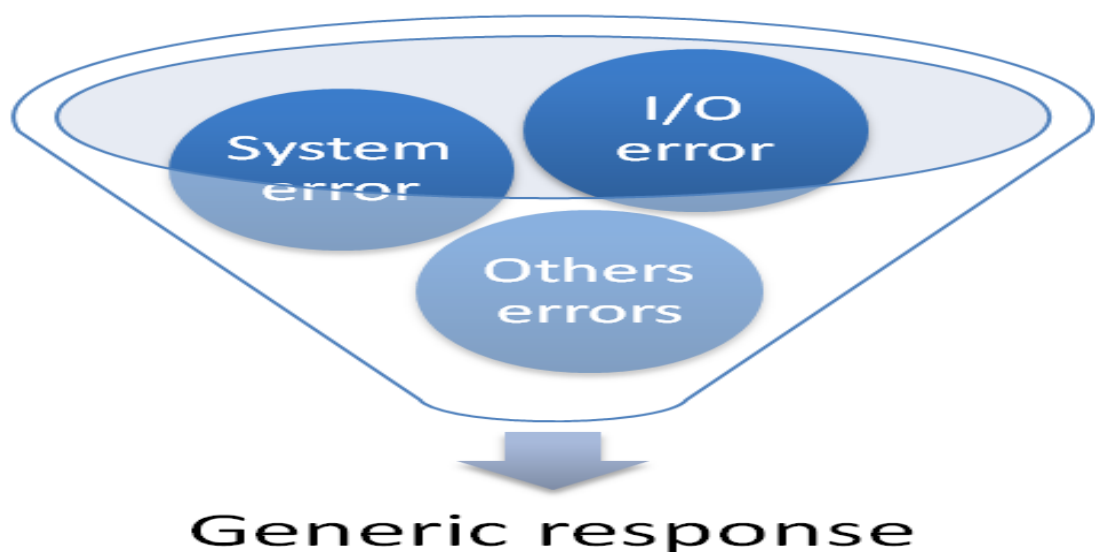 I/O
error
System
error
Others
errors
Generic response